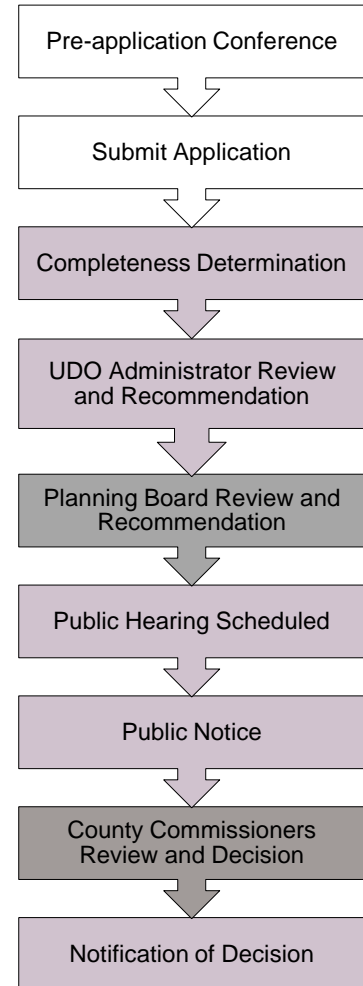 Pre-application Conference
Submit Application
Completeness Determination
UDO Administrator Review
and Recommendation
Planning Board Review and
Recommendation
Public Hearing Scheduled
Public Notice
County Commissioners
Review and Decision
Notification of Decision